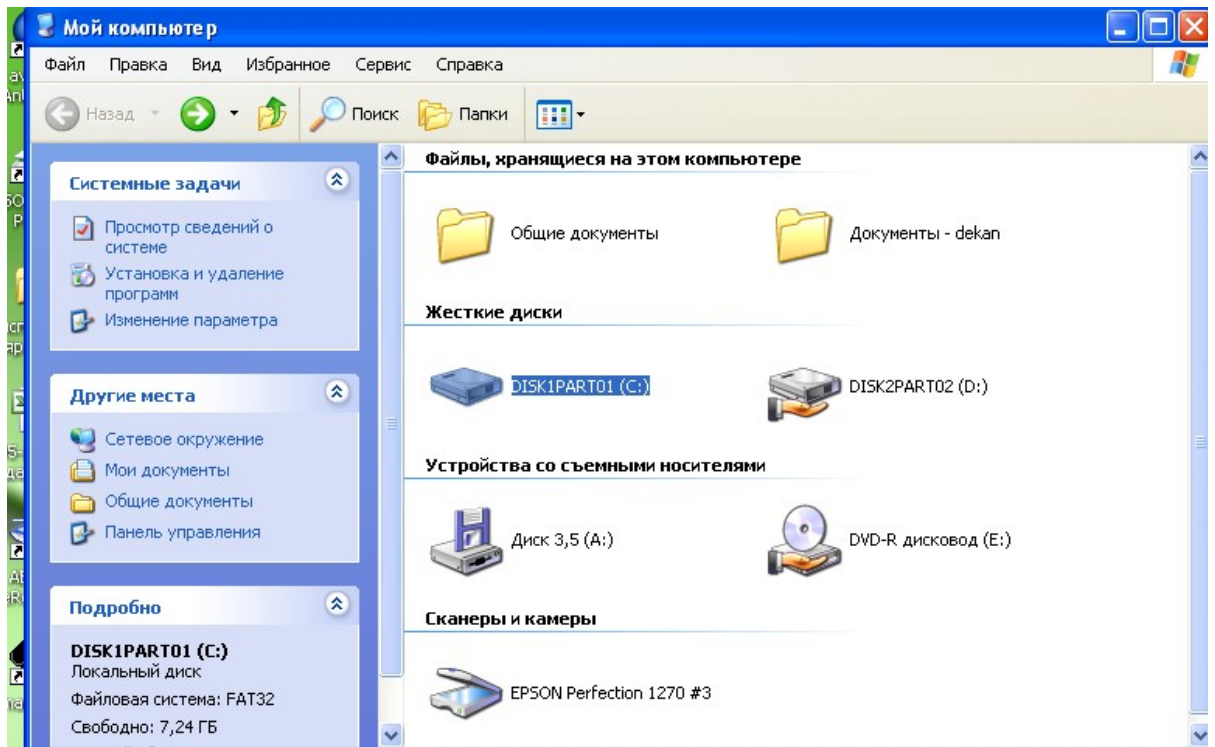 Мой компьютер
Файл Правка Вид Избранное Сервис Справка
Назад Поиск Папки
Системные задачи
Просмотр сведений о
системе
Установка и удаление
программ
Изменение параметра
Другие места
Сетевое окружение
Мои документы
Общие документы
Панель управления
Подробно
DISK1PART01 (C:)
Локальный диск
Файловая система: FAT32
Свободно: 7,24 ГБ
Файлы, хранящиеся на этом компьютере
Общие документы
Документы - dekan
Жесткие диски
DISK1PART01 (C:)
DISK2PART02 (D:)
Устройства со съемными носителями
Диск 3,5 (A:)
DVD-R дисковод (E:)
Сканеры и камеры
EPSON Perfection 1270 #3